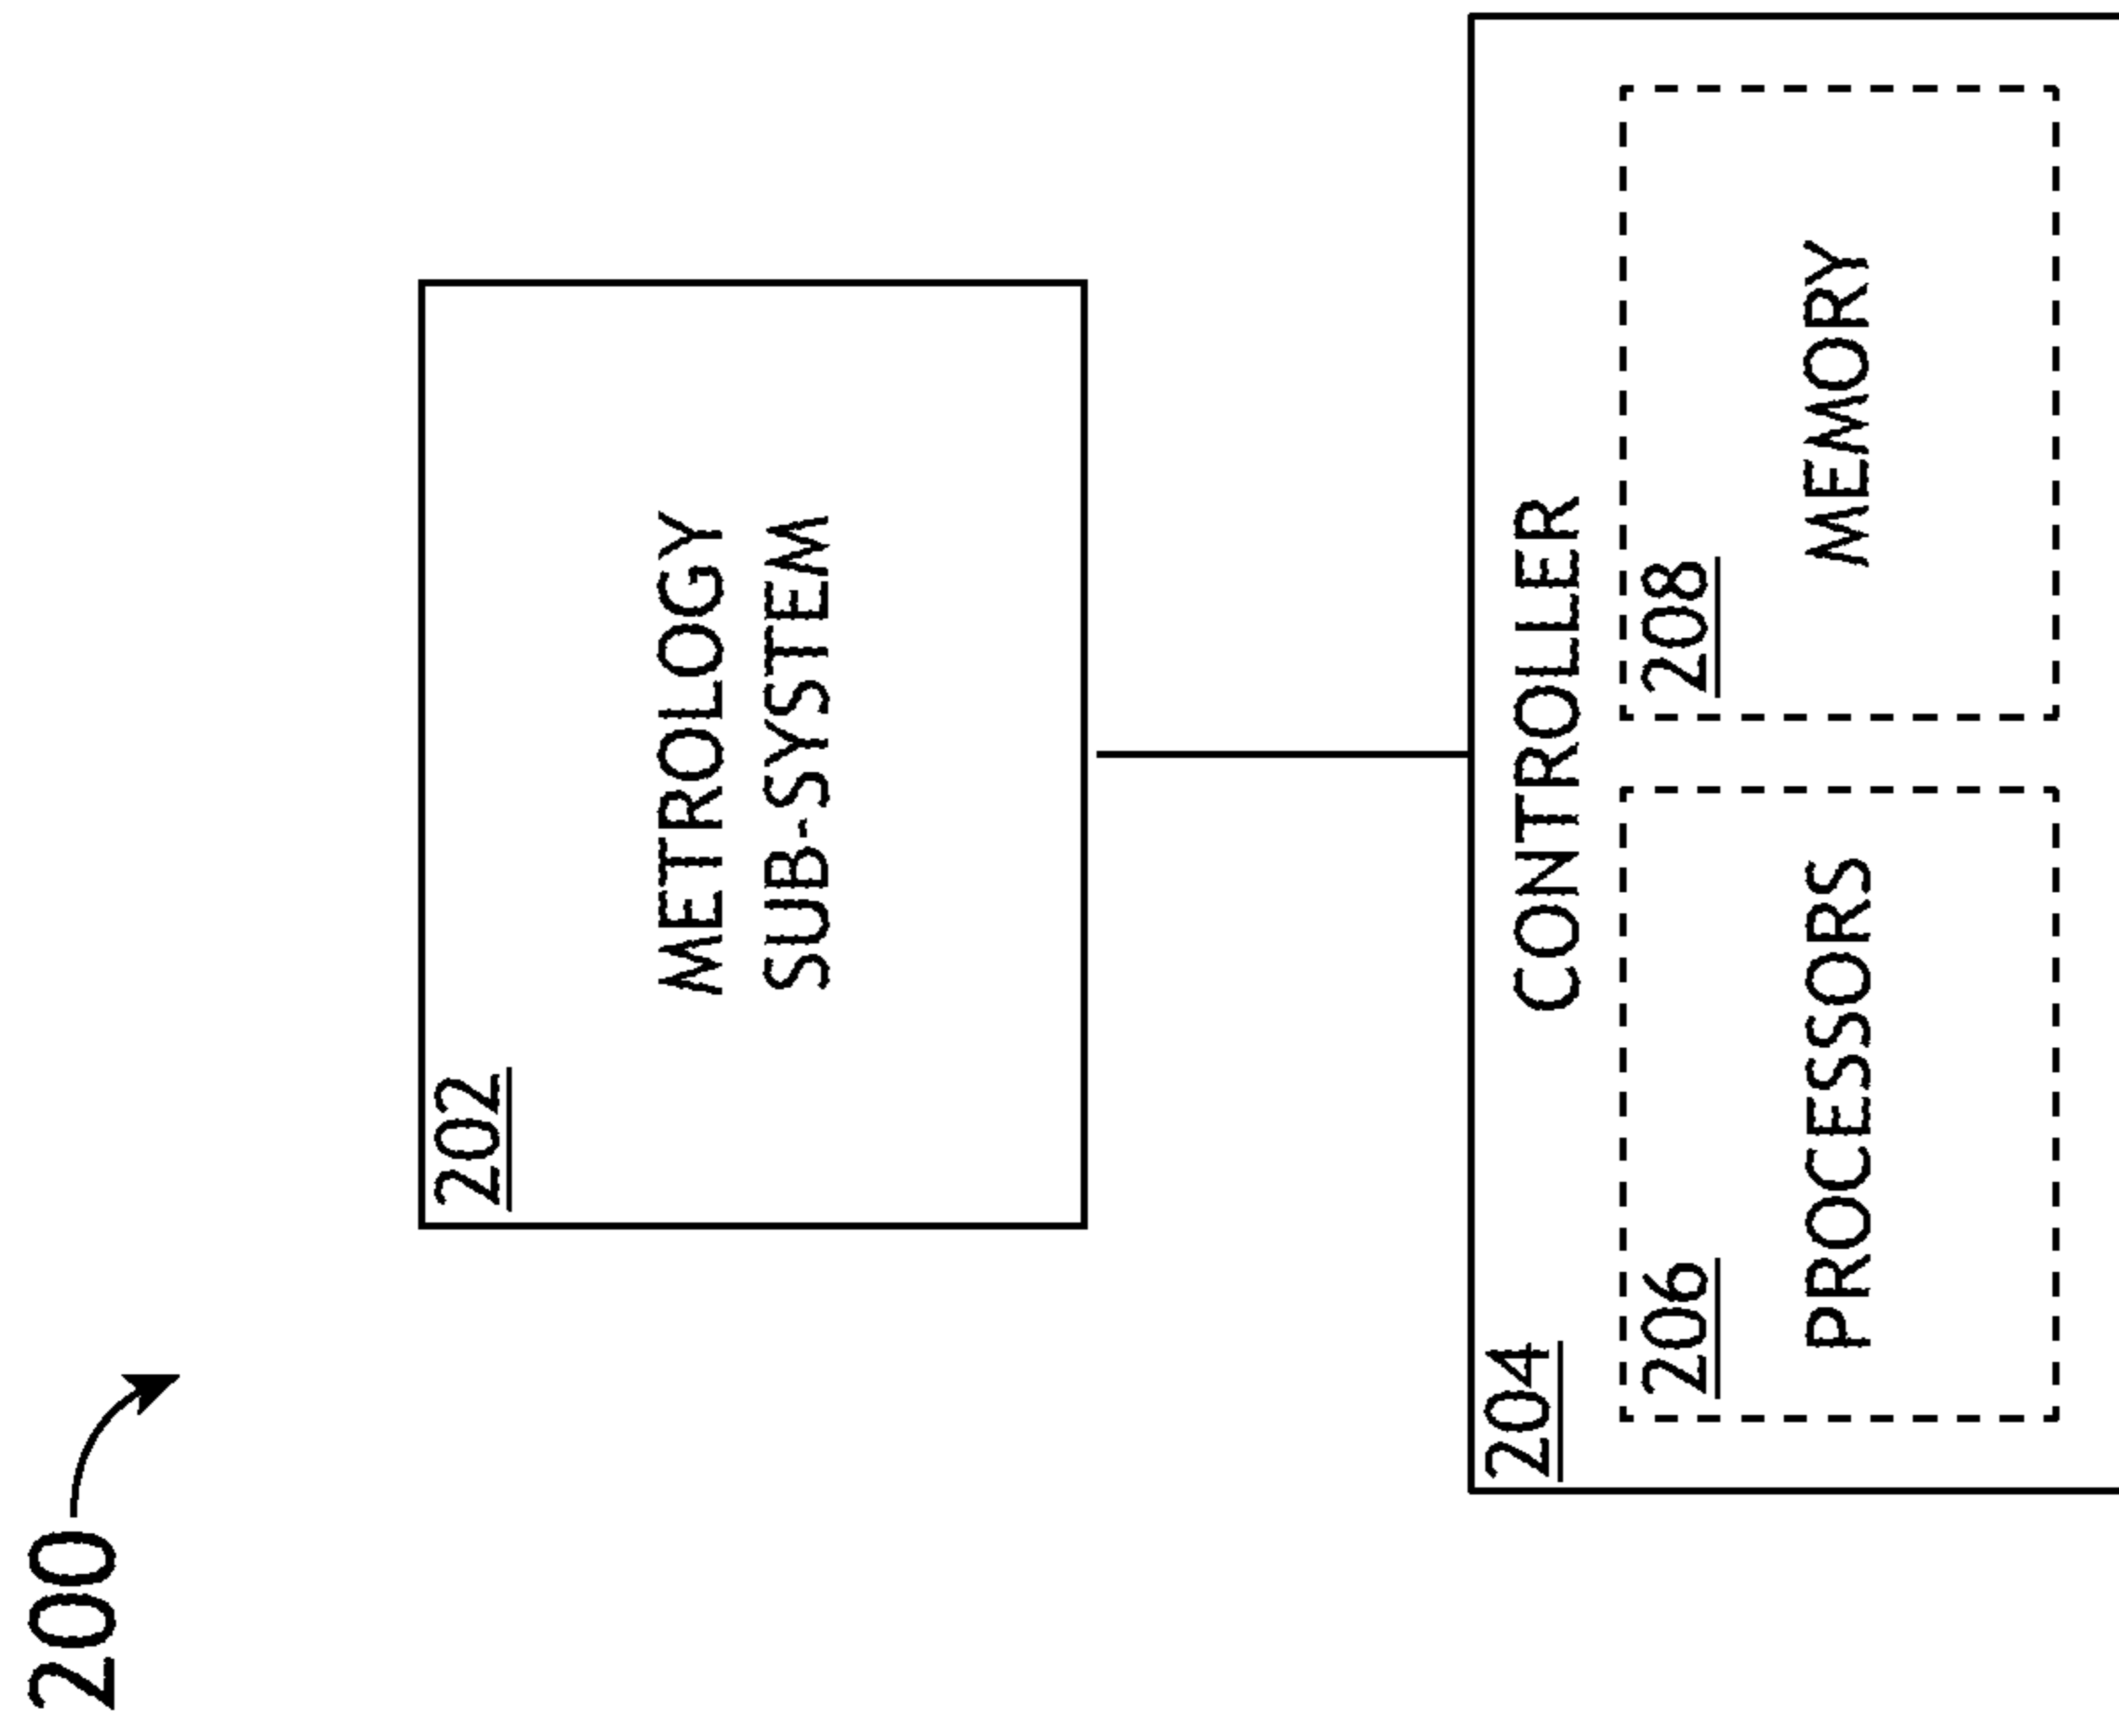 200
202
METROLOGY
SUB-SYSTEM
204
CONTROLLER
206
PROCESSORS
208
MEMORY